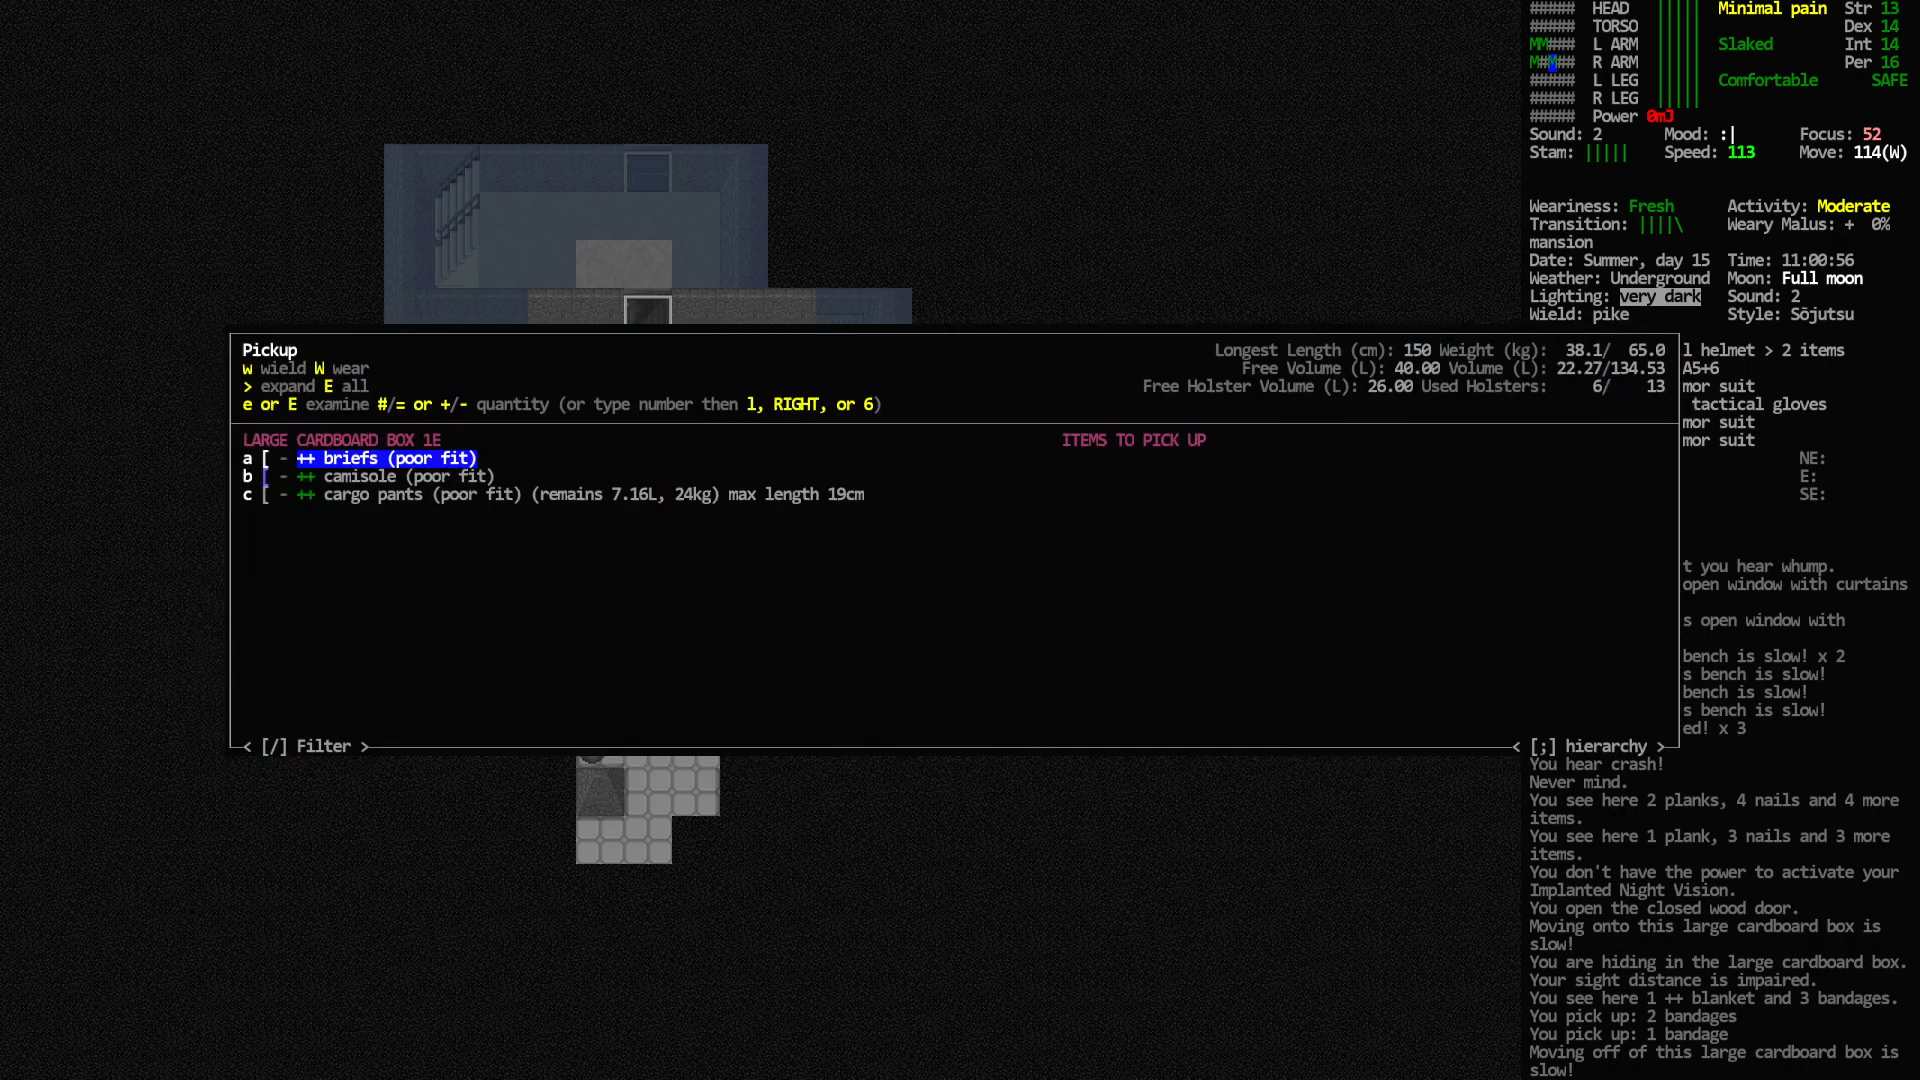 ##### HEAD ||||| Minimal pain Str 13
##### TORSO ||||| Dex 14
MM### L ARM ||||| Slaked Int 14
R ARM ||||| Per 16
##### L LEG ||||| Comfortable SAFE
##### R LEG |||||
##### Power 0mJ
Sound: 2 Mood: :| Focus: 52
Stam: ||||| Speed: 113 Move: 114(W)
Weariness: Fresh Activity: Moderate
Transition: ||||\ Weary Malus: + 0%
mansion
Date: Summer, day 15 Time: 11:00:56
Weather: Underground Moon: Full moon
Lighting: very dark Sound: 2
Wield: pike Style: Sōjutsu
Pickup
w wield W wear
> expand E all
e or E examine #/= or +/- quantity (or type number then l, RIGHT, or 6)
Longest Length (cm): 150 Weight (kg): 38.1/ 65.0
Free Volume (L): 40.00 Volume (L): 22.27/134.53
Free Holster Volume (L): 26.00 Used Holsters: 6/ 13
LARGE CARDBOARD BOX 1E ITEMS TO PICK UP
a [ - ++ briefs (poor fit)
b [ - ++ camisole (poor fit)
c [ - ++ cargo pants (poor fit) (remains 7.16L, 24kg) max length 19cm
< [/] Filter > < [;] hierarchy >
l helmet > 2 items
A5+6
mor suit
tactical gloves
mor suit
mor suit
NE:
E:
SE:
t you hear whump.
open window with curtains
s open window with
bench is slow! x 2
s bench is slow!
bench is slow!
s bench is slow!
ed! x 3
You hear crash!
Never mind.
You see here 2 planks, 4 nails and 4 more
items.
You see here 1 plank, 3 nails and 3 more
items.
You don't have the power to activate your
Implanted Night Vision.
You open the closed wood door.
Moving onto this large cardboard box is
slow!
You are hiding in the large cardboard box.
Your sight distance is impaired.
You see here 1 ++ blanket and 3 bandages.
You pick up: 2 bandages
You pick up: 1 bandage
Moving off of this large cardboard box is
slow!